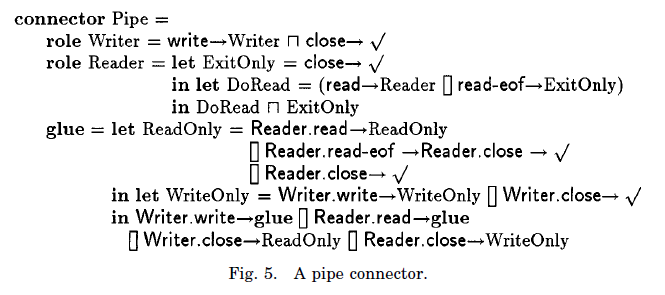 connector Pipe =
role Writer = write→Writer ⊓ close→ √
role Reader = let ExitOnly = close→ √
in let DoRead = (read→Reader [] read-eof→ExitOnly)
in DoRead ⊓ ExitOnly
glue = let ReadOnly = Reader.read→ReadOnly
[] Reader.read-eof →Reader.close → √
[] Reader.close→ √
in let WriteOnly = Writer.write→WriteOnly [] Writer.close→ √
in Writer.write→glue [] Reader.read→glue
[] Writer.close→ReadOnly [] Reader.close→WriteOnly
Fig. 5. A pipe connector.